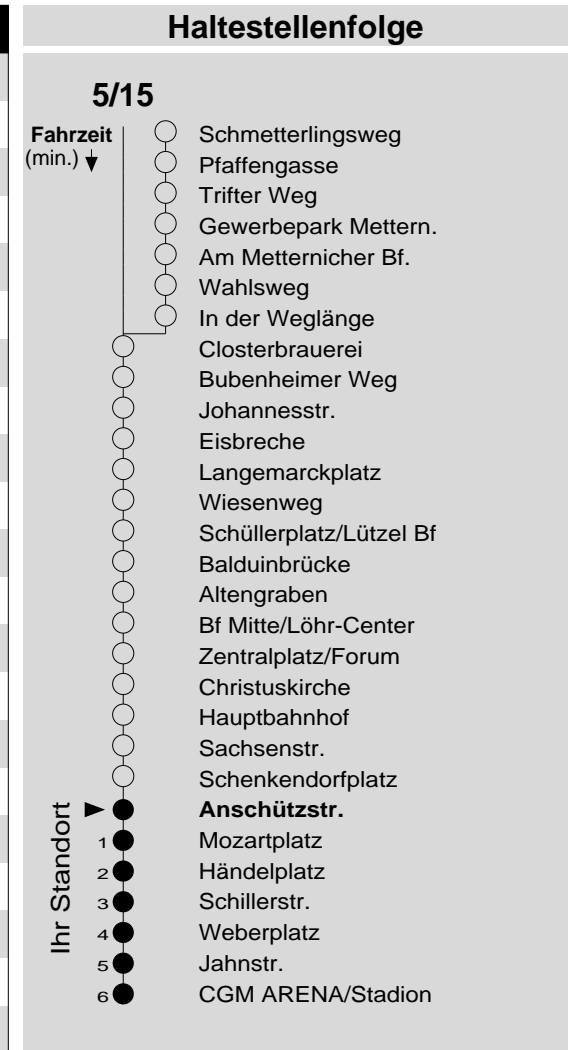 Haltestellenfolge
5/15
Fahrzeit
(min.)
Schmetterlingsweg
Pfaffengasse
Trifter Weg
Gewerbepark Mettern.
Am Metternicher Bf.
Wahlsweg
In der Weglänge
Closterbrauerei
Bubenheimer Weg
Johannesstr.
Eisbreche
Langemarckplatz
Wiesenweg
Schüllerplatz/Lützel Bf
Balduinbrücke
Altengraben
Bf Mitte/Löhr-Center
Zentralplatz/Forum
Christuskirche
Hauptbahnhof
Sachsenstr.
Schenkendorfplatz
Ihr Standort
Anschützstr.
1 Mozartplatz
2 Händelplatz
3 Schillerstr.
4 Weberplatz
5 Jahnstr.
6 CGM ARENA/Stadion